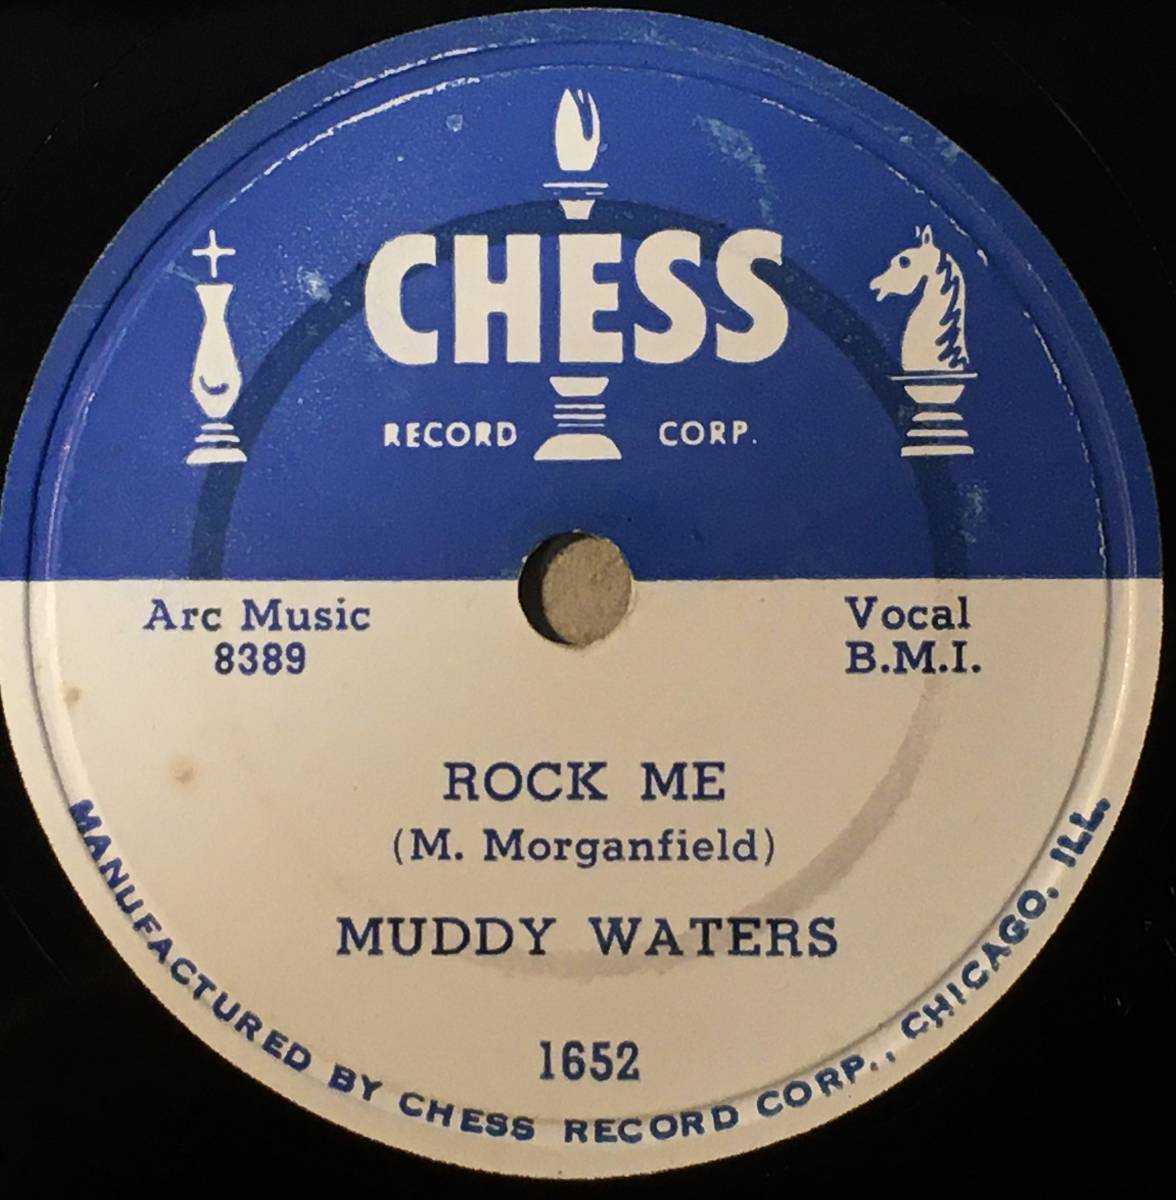 CHESS
RECORD CORP.
Arc Music
8389
Vocal
B.M.I.
ROCK ME
(M. Morganfield)
MUDDY WATERS
1652
MANUFACTURED BY CHESS RECORD CORP., CHICAGO, ILL.